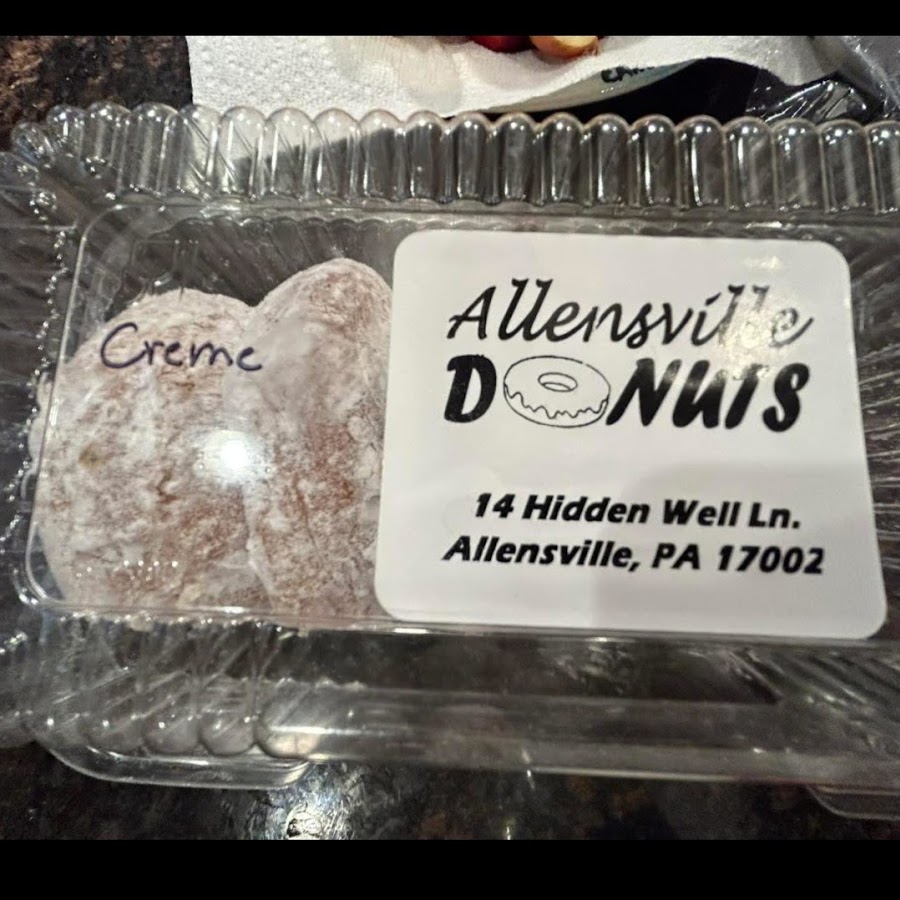 Creme
Allensville
DONUTS
14 Hidden Well Ln.
Allensville, PA 17002